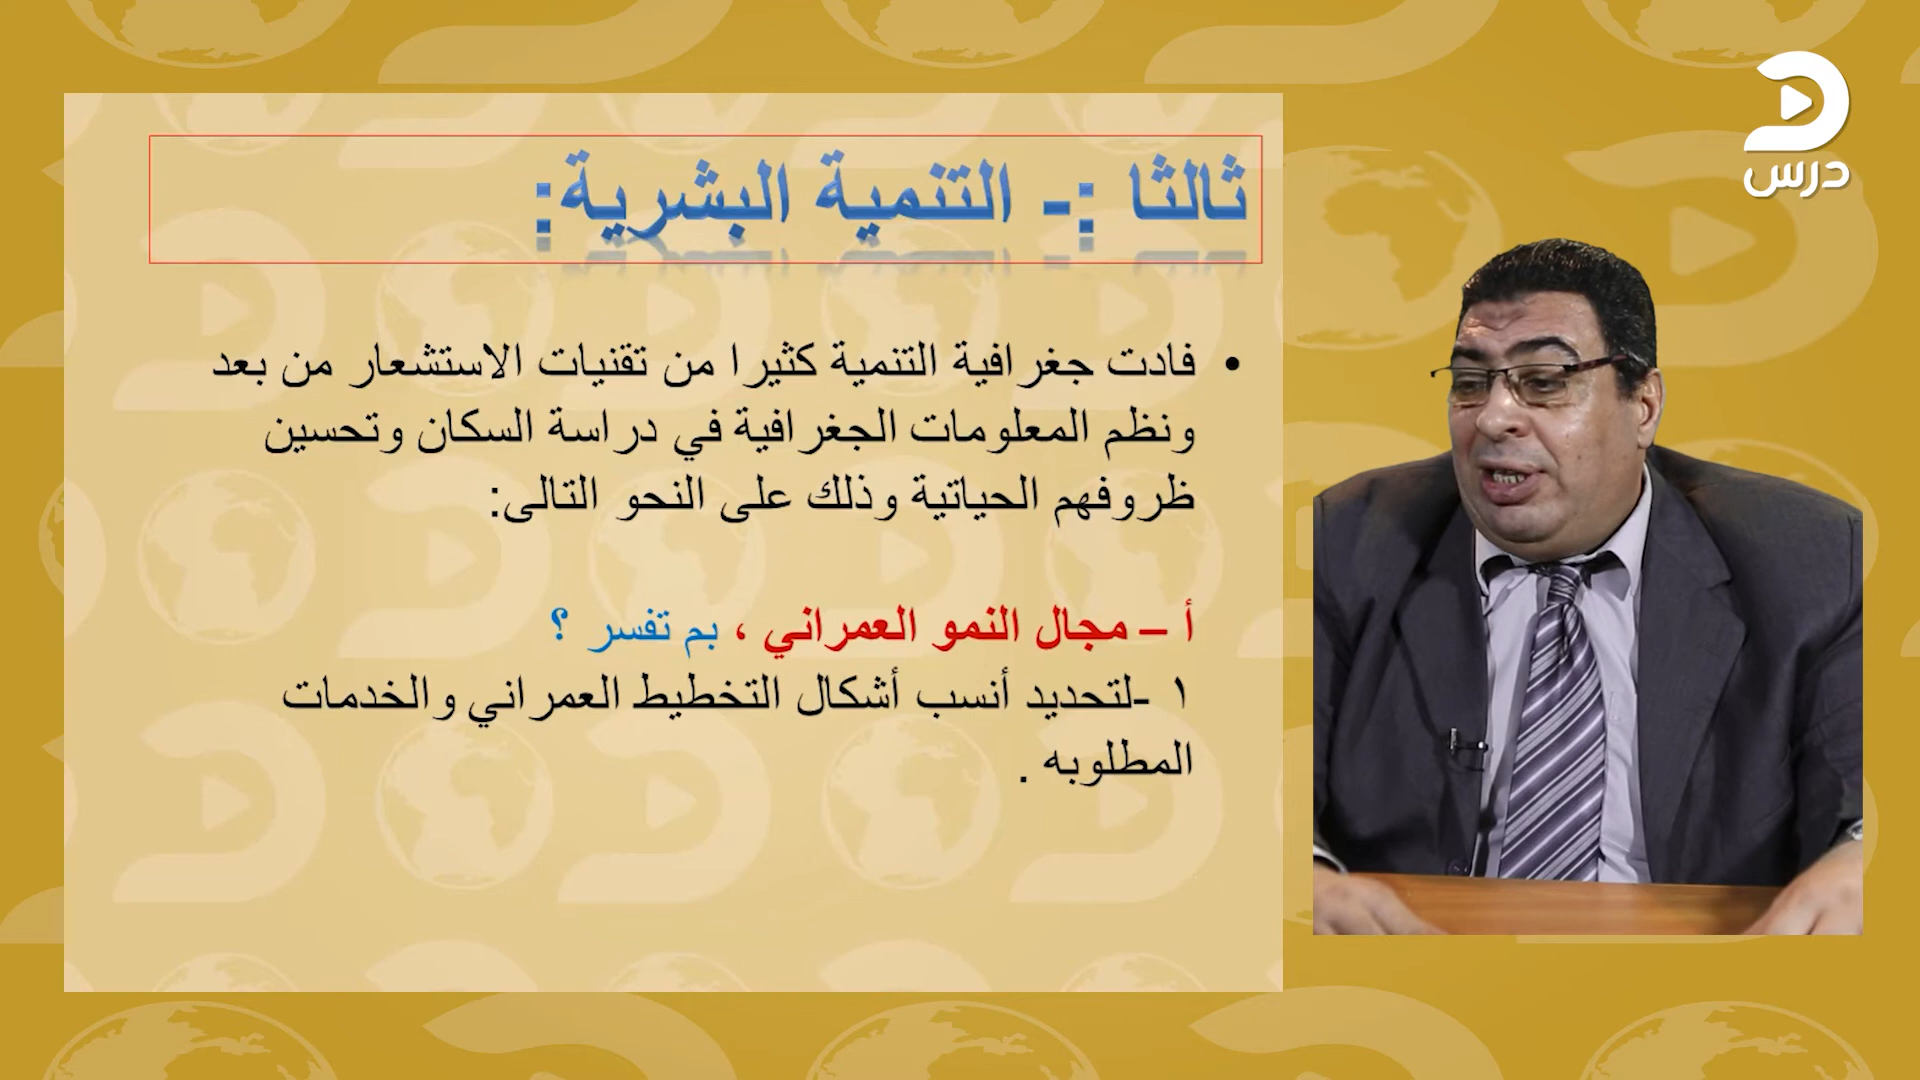 درس
ثالثا :- التنمية البشرية:
• فادت جغرافية التنمية كثيرا من تقنيات الاستشعار من بعد
ونظم المعلومات الجغرافية في دراسة السكان وتحسين
ظروفهم الحياتية وذلك على النحو التالى:
أ – مجال النمو العمراني ، بم تفسر ؟
١ -لتحديد أنسب أشكال التخطيط العمراني والخدمات
المطلوبه .